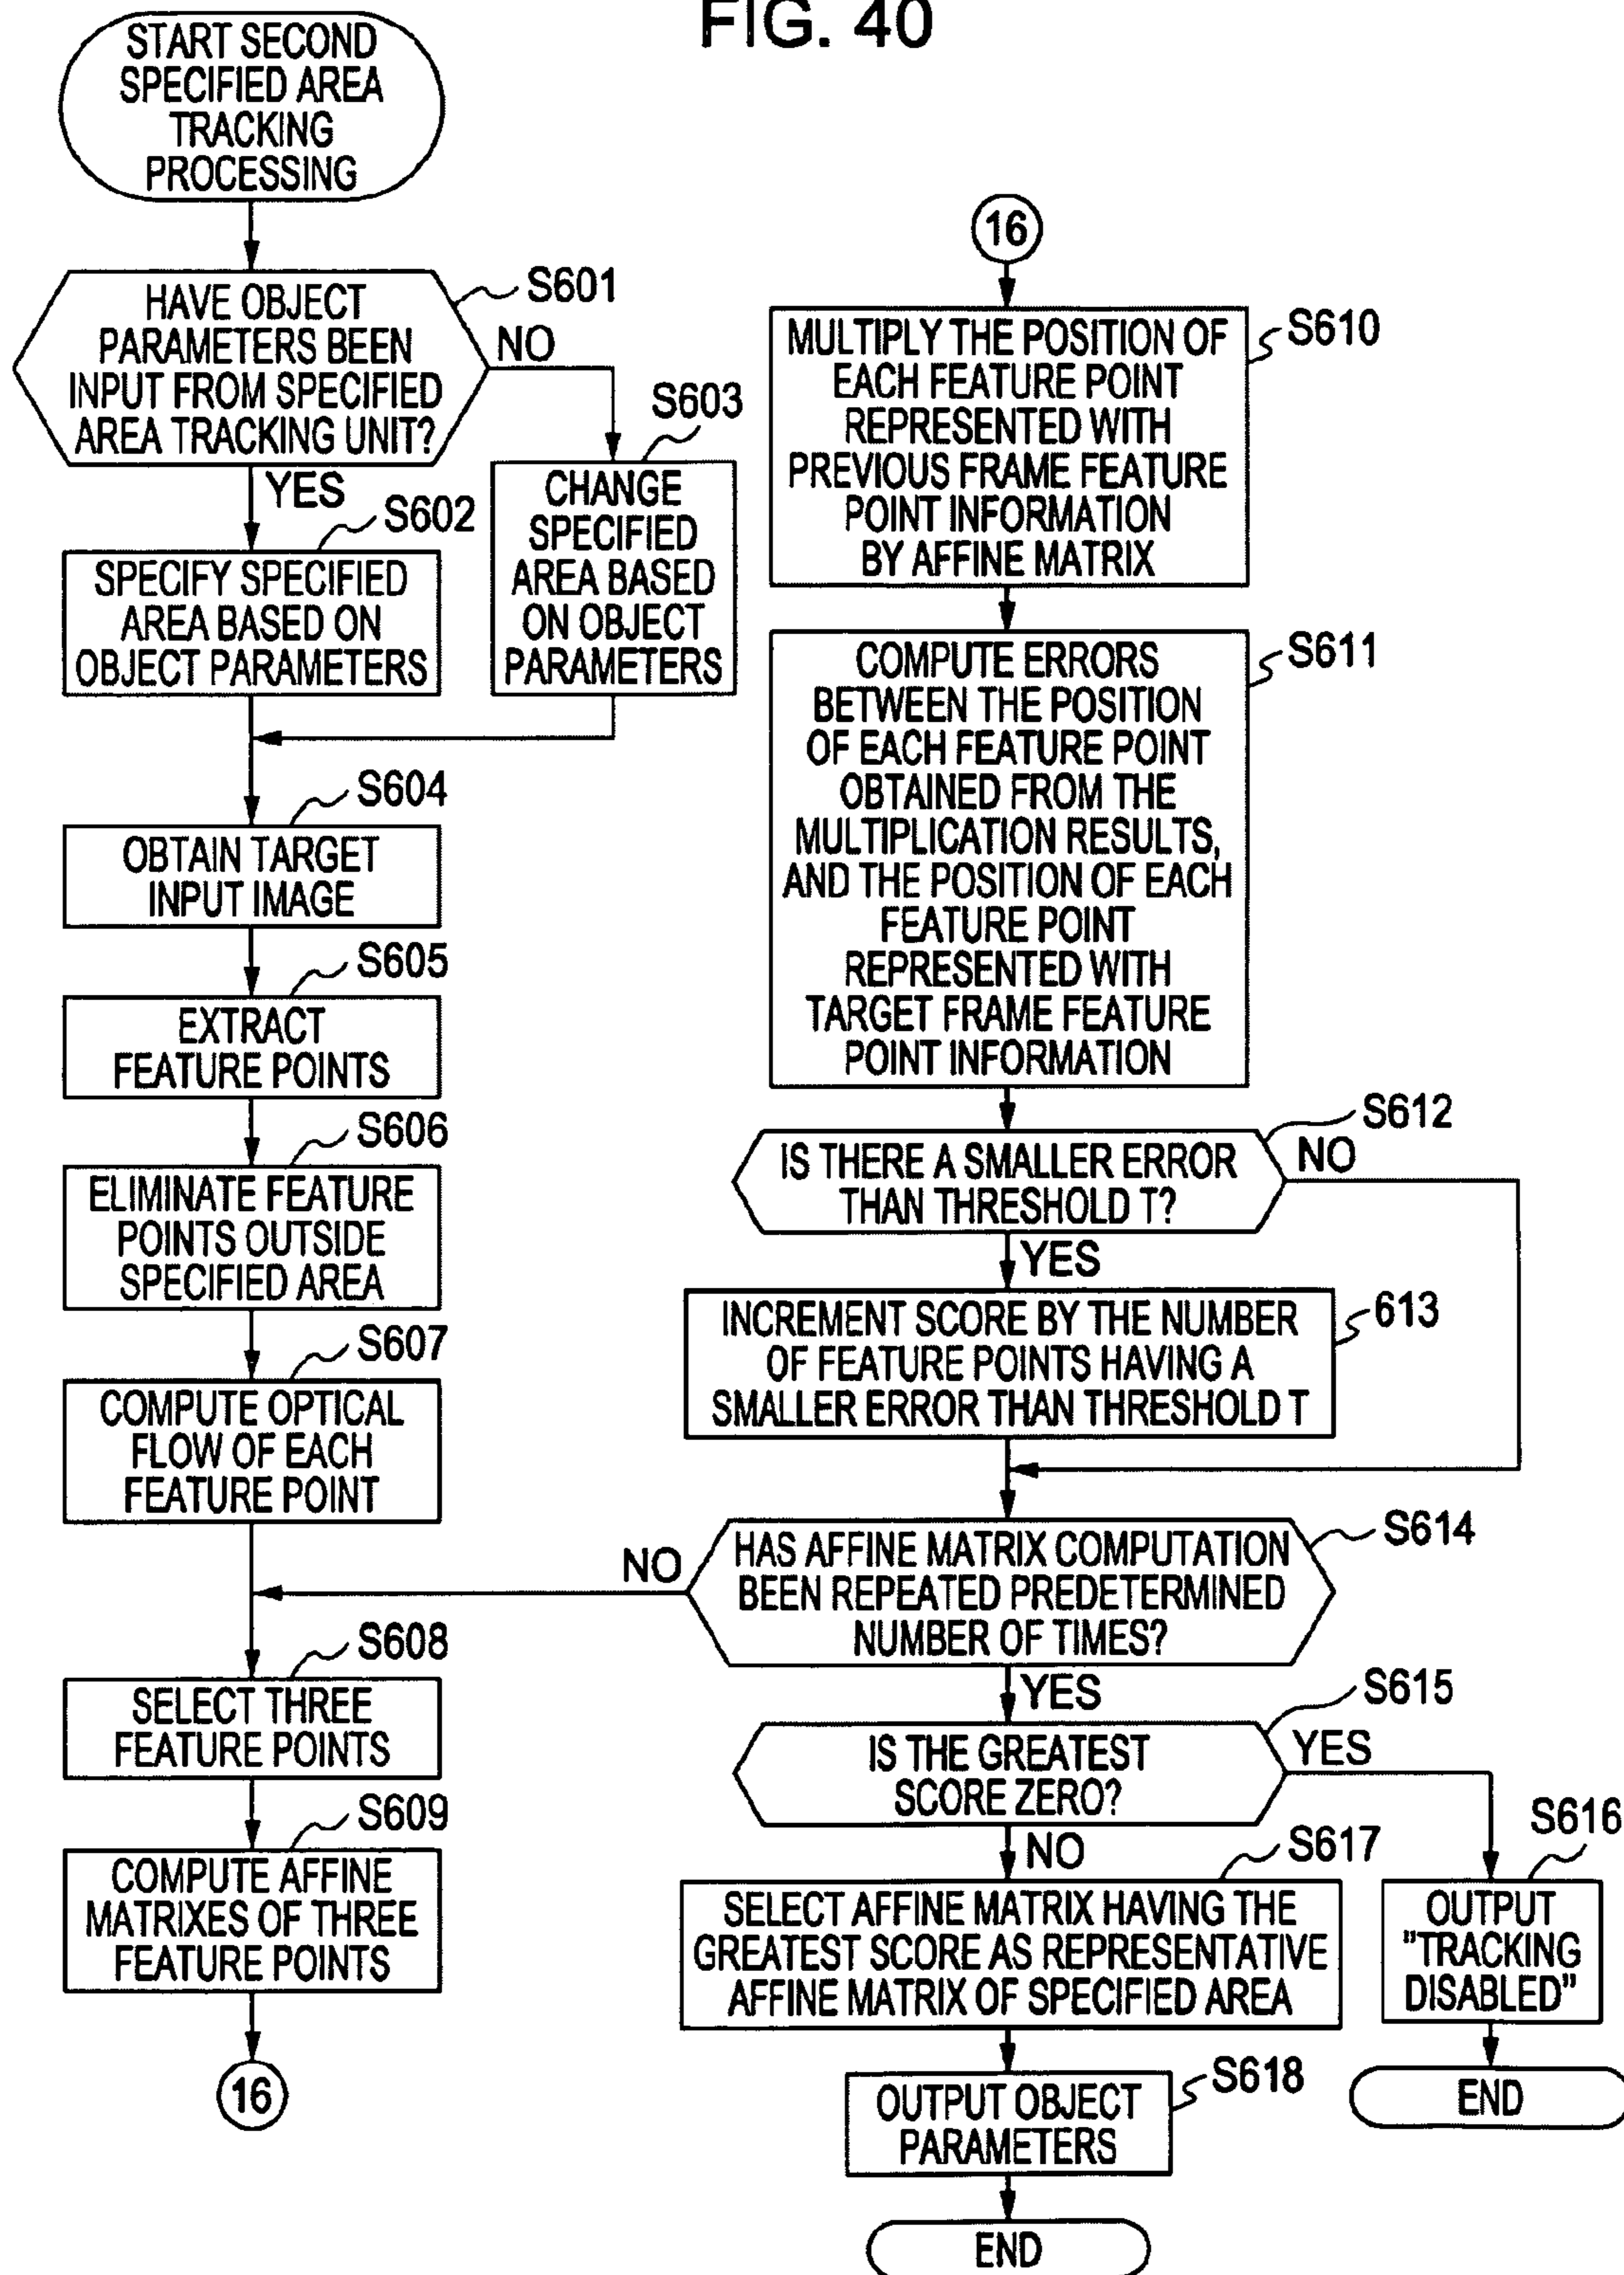 FIG. 40
START SECOND
SPECIFIED AREA
TRACKING
PROCESSING
HAVE OBJECT
PARAMETERS BEEN
INPUT FROM SPECIFIED
AREA TRACKING UNIT?
S601
NO
YES
S602
SPECIFY SPECIFIED
AREA BASED ON
OBJECT PARAMETERS
S603
CHANGE
SPECIFIED
AREA BASED
ON OBJECT
PARAMETERS
S604
OBTAIN TARGET
INPUT IMAGE
S605
EXTRACT
FEATURE POINTS
S606
ELIMINATE FEATURE
POINTS OUTSIDE
SPECIFIED AREA
S607
COMPUTE OPTICAL
FLOW OF EACH
FEATURE POINT
S608
SELECT THREE
FEATURE POINTS
S609
COMPUTE AFFINE
MATRIXES OF THREE
FEATURE POINTS
16
16
S610
MULTIPLY THE POSITION OF
EACH FEATURE POINT
REPRESENTED WITH
PREVIOUS FRAME FEATURE
POINT INFORMATION
BY AFFINE MATRIX
S611
COMPUTE ERRORS
BETWEEN THE POSITION
OF EACH FEATURE POINT
OBTAINED FROM THE
MULTIPLICATION RESULTS,
AND THE POSITION OF EACH
FEATURE POINT
REPRESENTED WITH
TARGET FRAME FEATURE
POINT INFORMATION
S612
IS THERE A SMALLER ERROR
THAN THRESHOLD T?
NO
YES
613
INCREMENT SCORE BY THE NUMBER
OF FEATURE POINTS HAVING A
SMALLER ERROR THAN THRESHOLD T
S614
HAS AFFINE MATRIX COMPUTATION
BEEN REPEATED PREDETERMINED
NUMBER OF TIMES?
NO
YES
S615
IS THE GREATEST
SCORE ZERO?
YES
NO
S616
OUTPUT
"TRACKING
DISABLED"
END
S617
SELECT AFFINE MATRIX HAVING THE
GREATEST SCORE AS REPRESENTATIVE
AFFINE MATRIX OF SPECIFIED AREA
S618
OUTPUT OBJECT
PARAMETERS
END